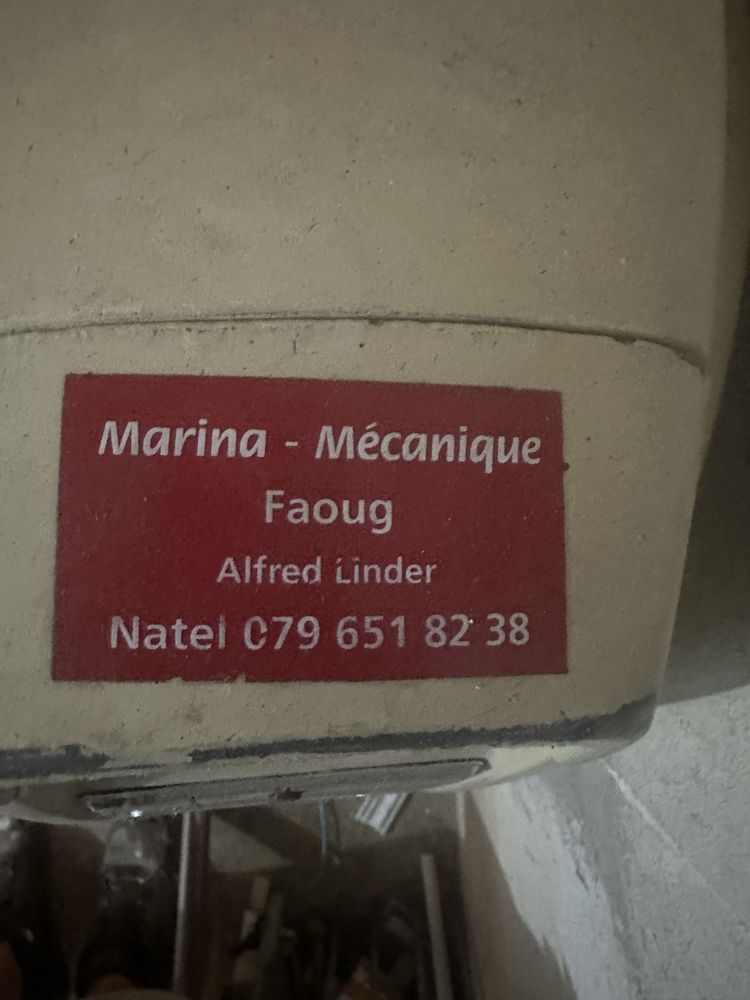 Marina - Mécanique
Faoug
Alfred Linder
Natel 079 651 82 38